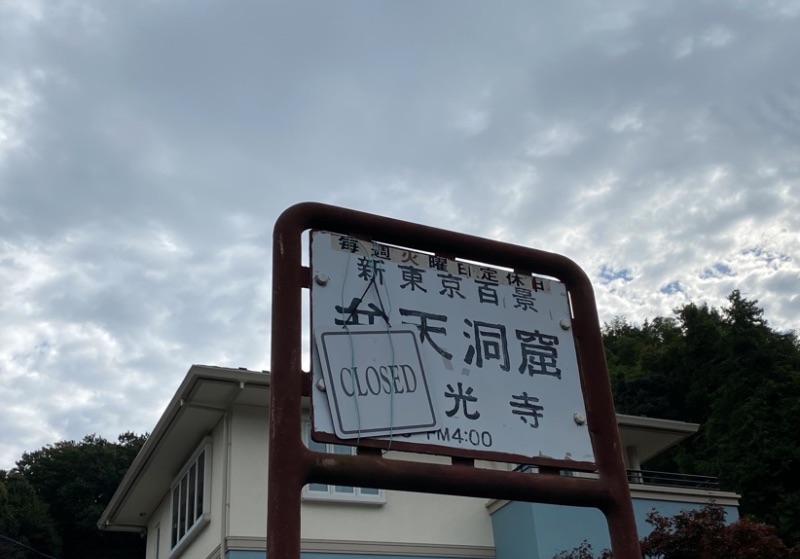 毎週火曜日定休日
新東京百景
弁天洞窟
CLOSED
光寺
PM4:00